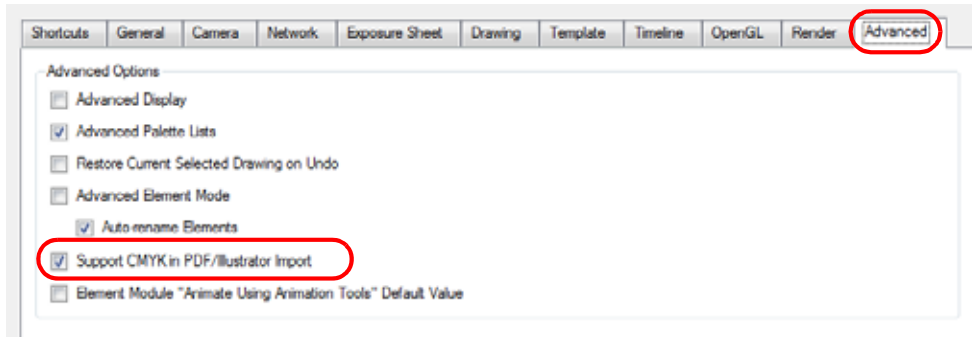 Shortcuts General Camera Network Exposure Sheet Drawing Template Timeline OpenGL Render Advanced
Advanced Options
Advanced Display
Advanced Palette Lists
Restore Current Selected Drawing on Undo
Advanced Element Mode
Auto rename Elements
Support CMYK in PDF/Illustrator Import
Element Module "Animate Using Animation Tools" Default Value